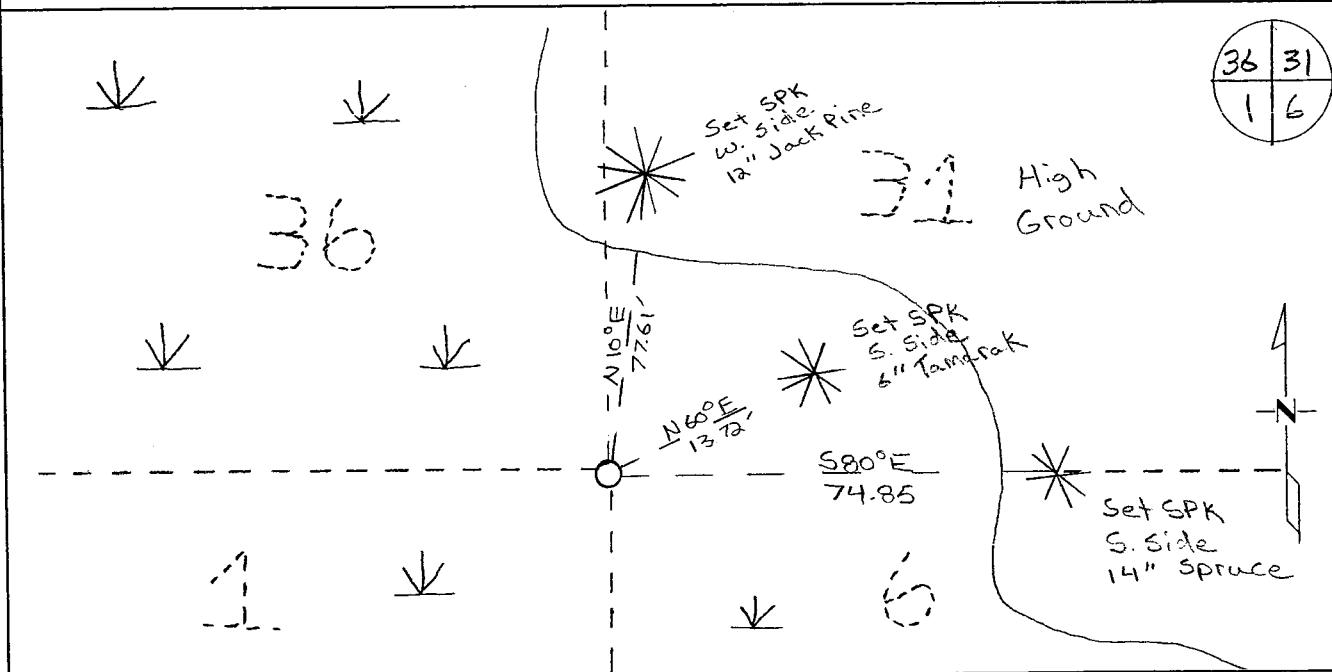 36 31
1 6
Set SPK
W. Side
12" Jack Pine
36
31
High
Ground
N10°E
77.61'
Set SPK
S. Side
6" Tamarak
N60°E
13.72'
S80°E
74.85
N
Set SPK
S. Side
14" Spruce
1
6